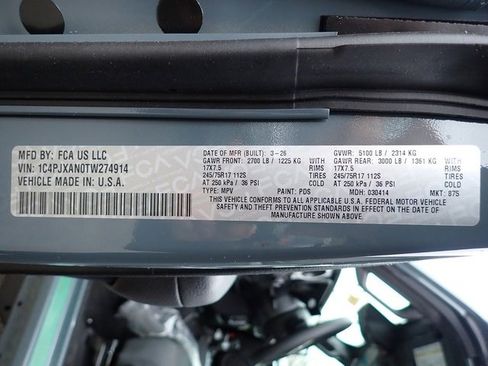 MFD BY: FCA US LLC
VIN: 1C4PJXAN0TW274914
VEHICLE MADE IN: U.S.A.
DATE OF MFR (BUILT): 3-26 GVWR: 5100 LB / 2314 KG
GAWR FRONT: 2700 LB / 1225 KG WITH GAWR REAR: 3000 LB / 1361 KG WITH
17X7.5 RIMS 17X7.5 RIMS
245/75R17 112S TIRES 245/75R17 112S TIRES
AT 250 kPa / 36 PSI COLD AT 250 kPa / 36 PSI COLD
TYPE: MPV PAINT: PDS MDH: 030414 MKT: 875
THIS VEHICLE CONFORMS TO ALL APPLICABLE U.S.A. FEDERAL MOTOR VEHICLE
SAFETY AND THEFT PREVENTION STANDARDS IN EFFECT ON THE DATE OF
MANUFACTURE SHOWN ABOVE.